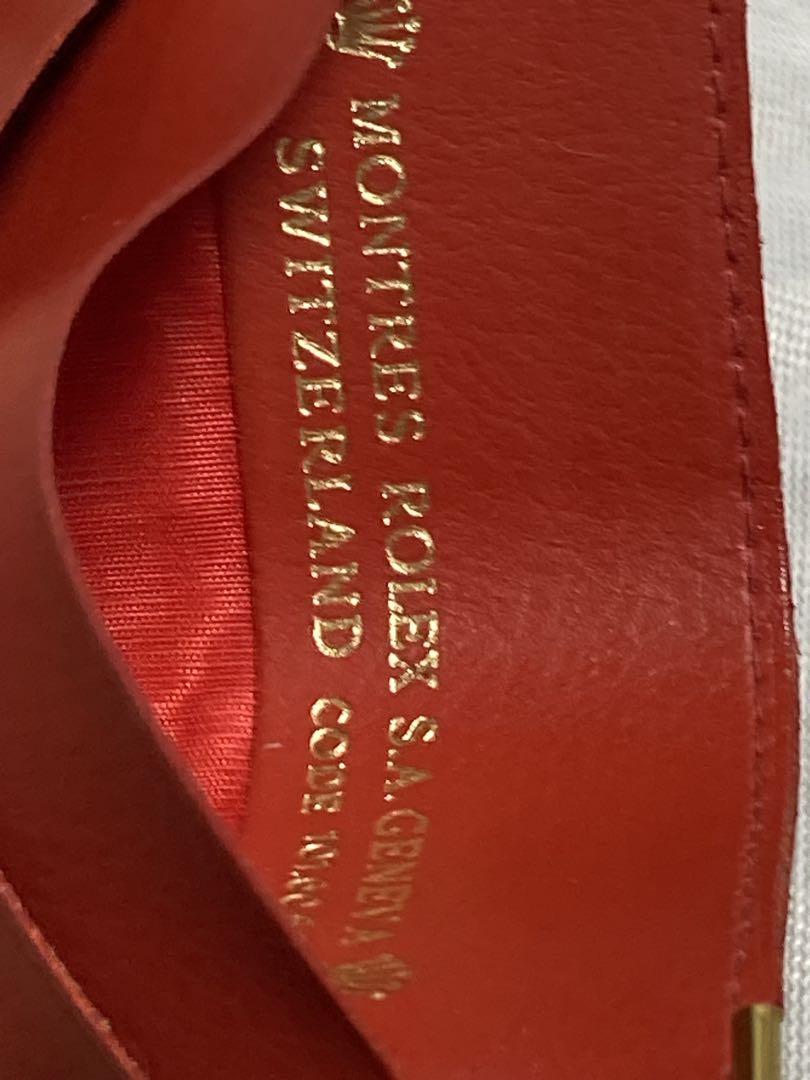 MONTRES ROLEX S.A. GENEVA
SWITZERLAND CODE